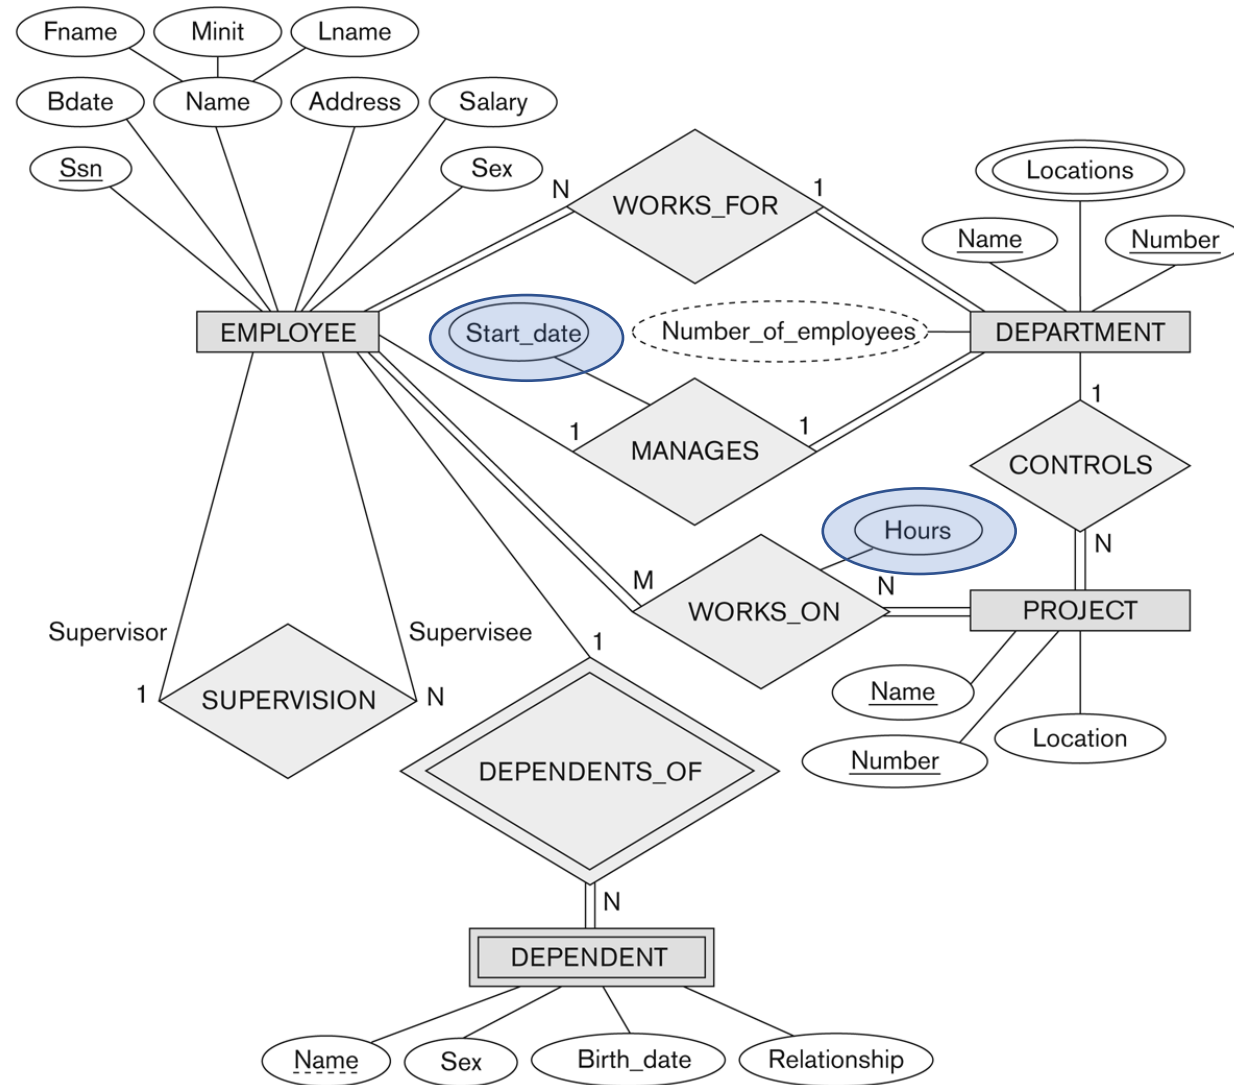 Fname
Minit
Lname
Bdate
Name
Address
Salary
Ssn
Sex
N
WORKS_FOR
1
Locations
Name
Number
EMPLOYEE
Start_date
Number_of_employees
DEPARTMENT
1
MANAGES
1
1
CONTROLS
N
Hours
M
WORKS_ON
N
PROJECT
Supervisor
Supervisee
1
SUPERVISION
N
1
Name
Number
Location
DEPENDENTS_OF
N
DEPENDENT
Name
Sex
Birth_date
Relationship